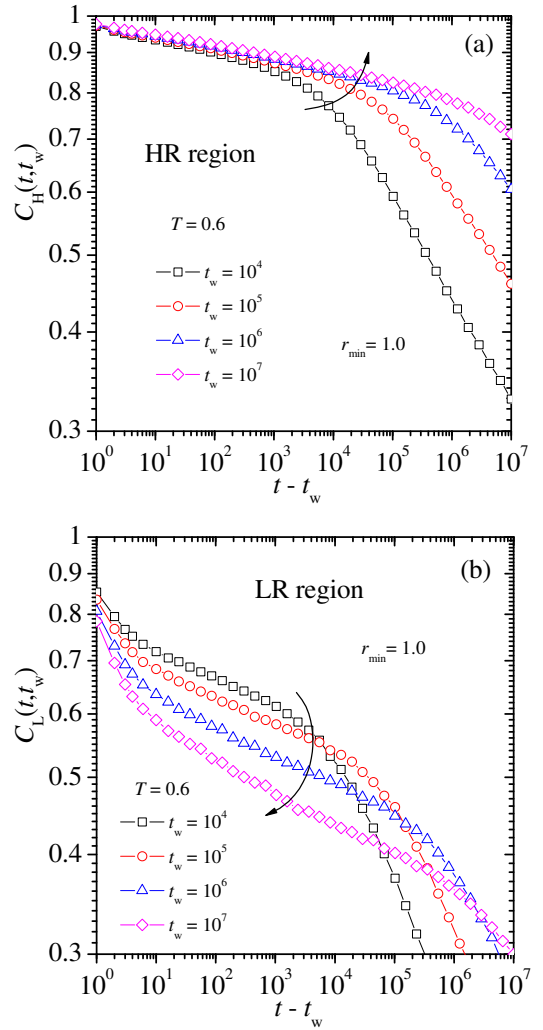 1
0.9
0.8
0.7
0.6
0.5
0.4
0.3
C_H(t,t_w)
(a)
HR region
T = 0.6
t_w = 10^4
t_w = 10^5
t_w = 10^6
t_w = 10^7
r_min = 1.0
10^0 10^1 10^2 10^3 10^4 10^5 10^6 10^7
t - t_w
1
0.9
0.8
0.7
0.6
0.5
0.4
0.3
C_L(t,t_w)
(b)
LR region
r_min = 1.0
T = 0.6
t_w = 10^4
t_w = 10^5
t_w = 10^6
t_w = 10^7
10^0 10^1 10^2 10^3 10^4 10^5 10^6 10^7
t - t_w